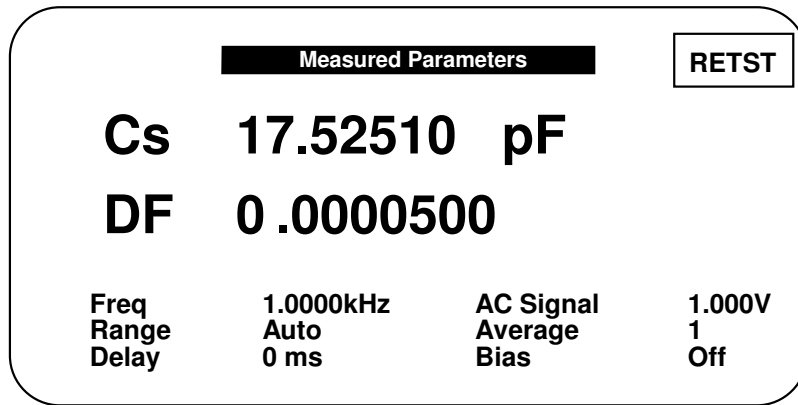 Measured Parameters
RETST
Cs 17.52510 pF
DF 0 .0000500
Freq 1.0000kHz AC Signal 1.000V
Range Auto Average 1
Delay 0 ms Bias Off